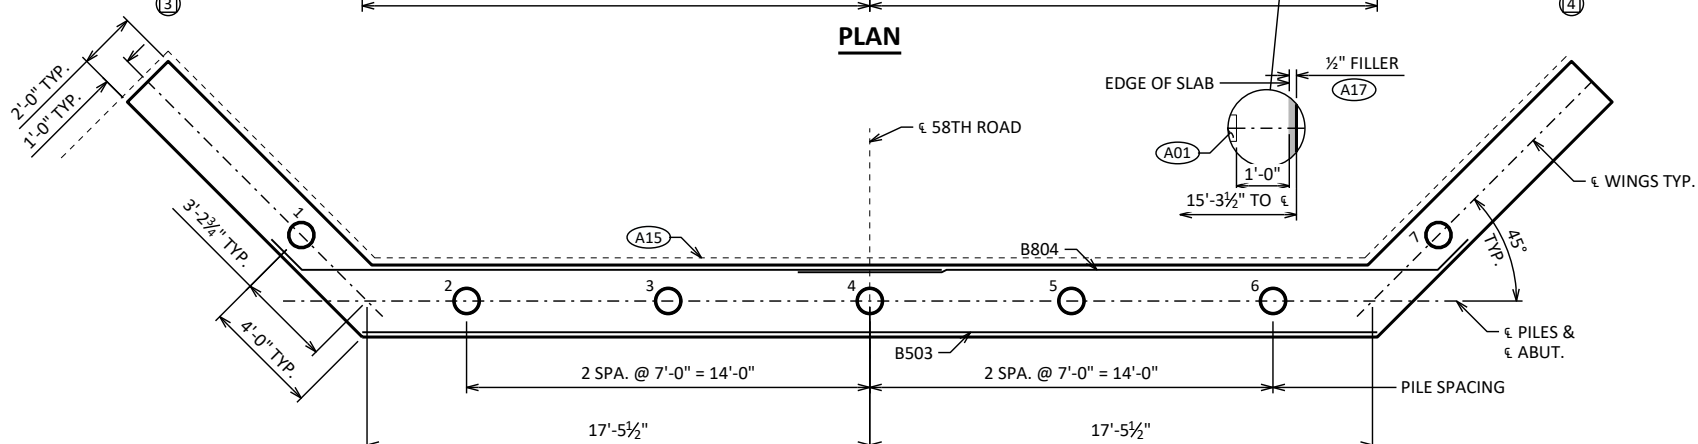 3
4
PLAN
2'-0" TYP.
1'-0" TYP.
½" FILLER
EDGE OF SLAB
A17
℄ 58TH ROAD
A01
1'-0"
15'-3½" TO ℄
℄ WINGS TYP.
1
3'-2¾" TYP.
A15
B804
7
45°
TYP.
2
3
4
5
6
4'-0" TYP.
B503
℄ PILES &
℄ ABUT.
2 SPA. @ 7'-0" = 14'-0"
2 SPA. @ 7'-0" = 14'-0"
PILE SPACING
17'-5½"
17'-5½"